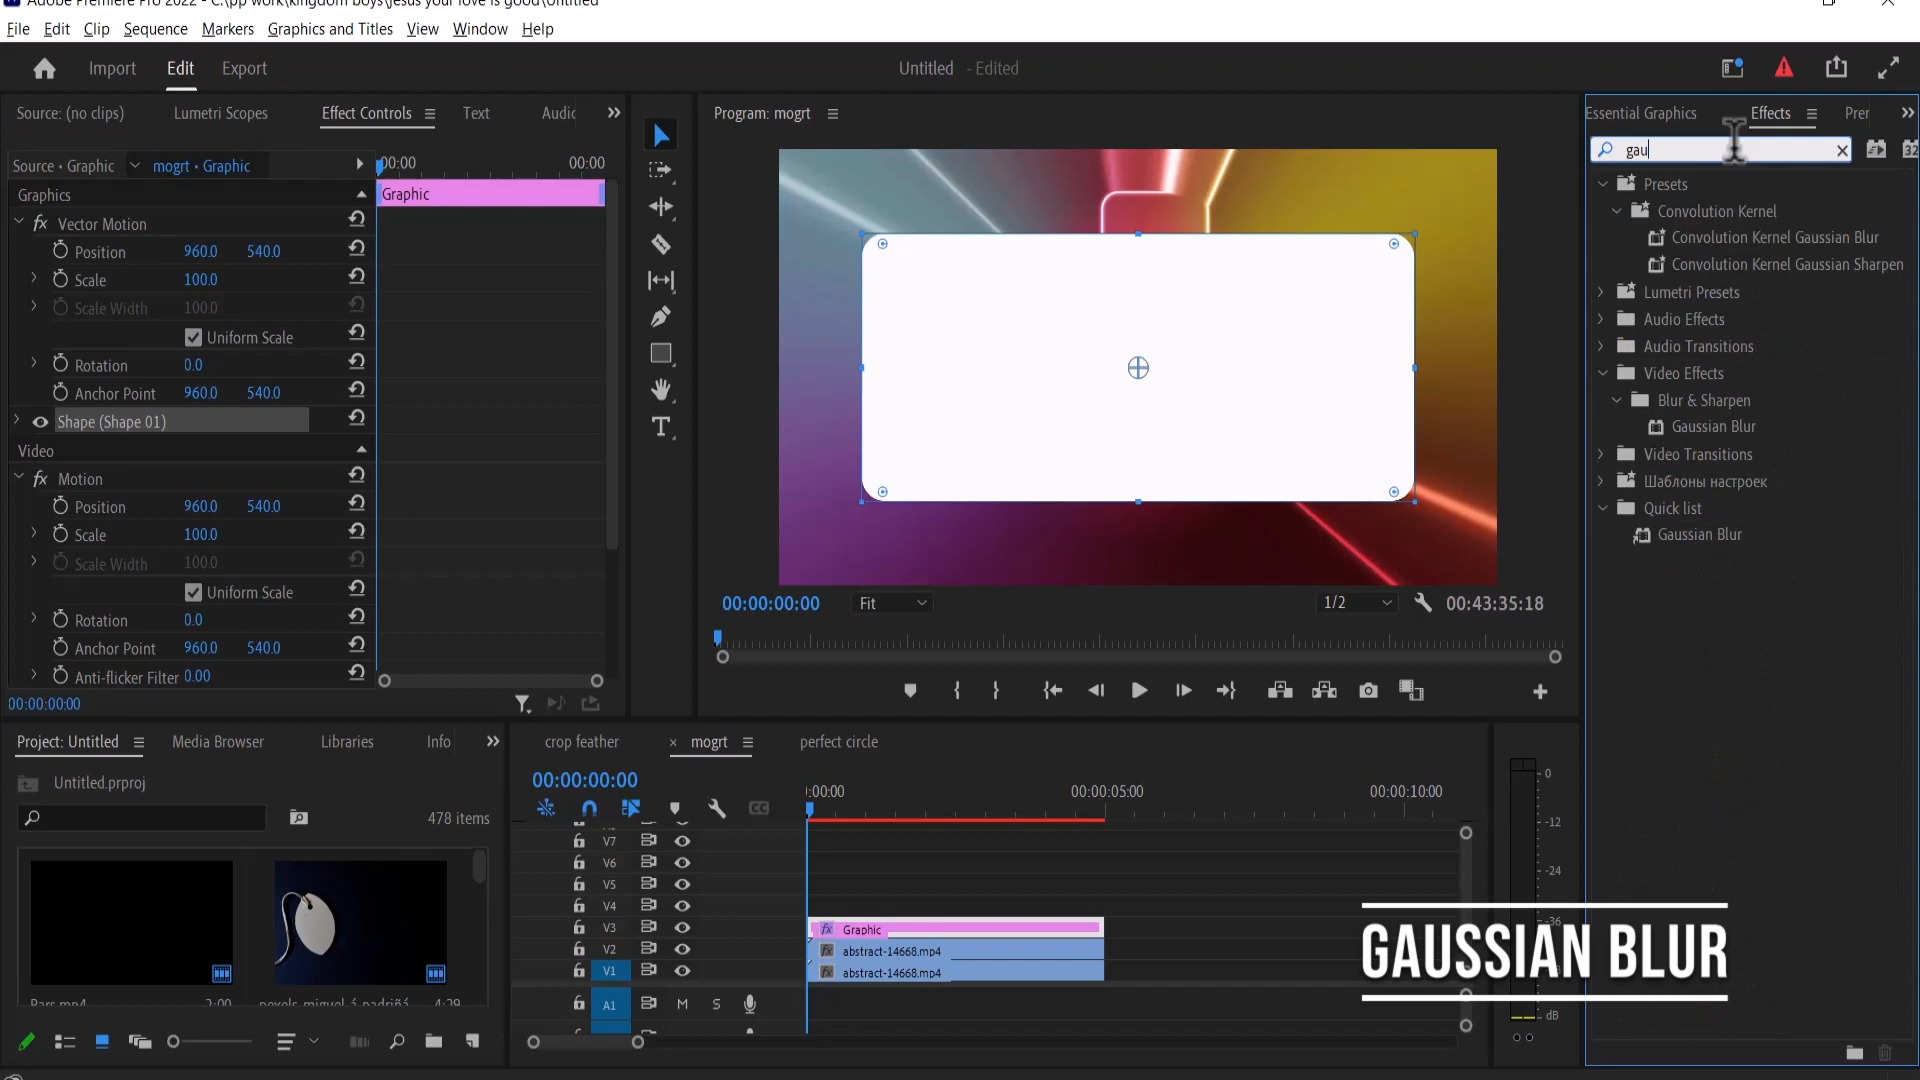 Adobe Premiere Pro 2022 - C:\pp work\kingdom boys\jesus your love is good\Untitled
File Edit Clip Sequence Markers Graphics and Titles View Window Help
Import Edit Export Untitled - Edited
Source: (no clips) Lumetri Scopes Effect Controls Text Audic
Program: mogrt
Essential Graphics Effects Prer
gau
32
Source • Graphic mogrt • Graphic
:00:00 00:00
Graphics
Graphic
fx Vector Motion
Position 960.0 540.0
Scale 100.0
Scale Width 100.0
Uniform Scale
Rotation 0.0
Anchor Point 960.0 540.0
Shape (Shape 01)
Video
fx Motion
Position 960.0 540.0
Scale 100.0
Scale Width 100.0
Uniform Scale
Rotation 0.0
Anchor Point 960.0 540.0
Anti-flicker Filter 0.00
00:00:00:00
00:00:00:00 Fit 1/2 00:43:35:18
Presets
Convolution Kernel
Convolution Kernel Gaussian Blur
Convolution Kernel Gaussian Sharpen
Lumetri Presets
Audio Effects
Audio Transitions
Video Effects
Blur & Sharpen
Gaussian Blur
Video Transitions
Шаблоны настроек
Quick list
Gaussian Blur
Project: Untitled Media Browser Libraries Info
Untitled.prproj
478 items
2:00
4:29
crop feather × mogrt perfect circle
00:00:00:00
:00:00 00:00:05:00 00:00:10:00
CC
V7
V6
V5
V4
V3 fx Graphic
V2 fx abstract-14668.mp4
V1 fx abstract-14668.mp4
A1 M S
0
-12
-24
-36
dB
GAUSSIAN BLUR